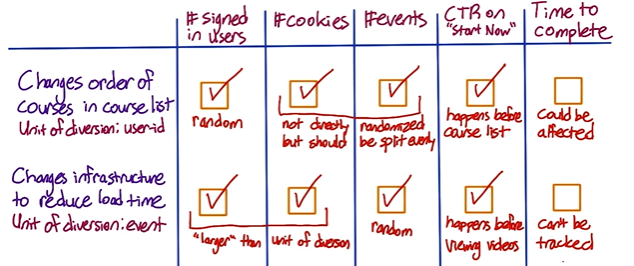 #signed in users
#cookies
#events
CTR on "Start Now"
Time to complete
Changes order of courses in course list
Unit of diversion: user-id
random
not directly randomized
but should be split evenly
happens before course list
could be affected
Changes infrastructure to reduce load time
Unit of diversion: event
"larger" than unit of diversion
random
happens before viewing videos
can't be tracked